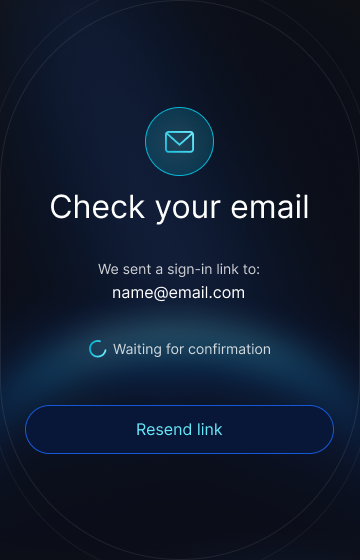 Check your email
We sent a sign-in link to:
name@email.com
Waiting for confirmation
Resend link